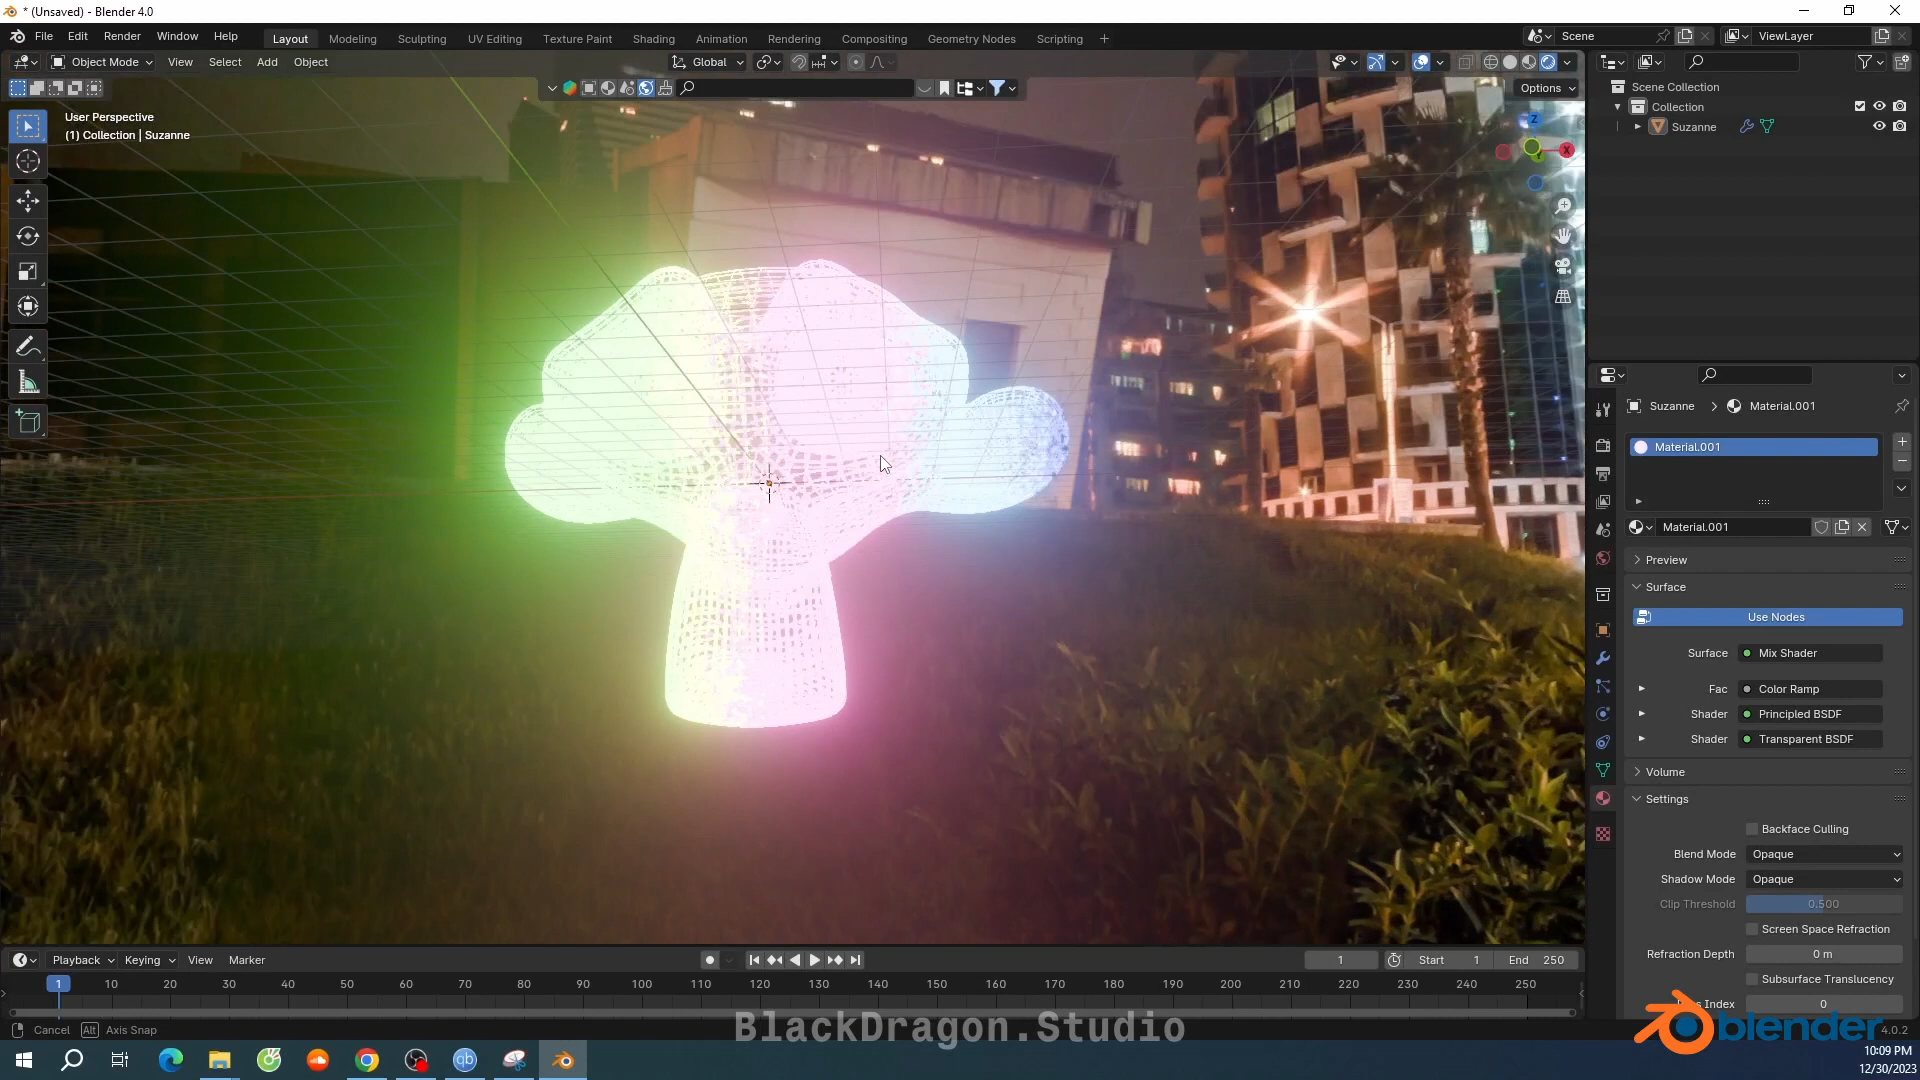 * (Unsaved) - Blender 4.0
File Edit Render Window Help
Layout Modeling Sculpting UV Editing Texture Paint Shading Animation Rendering Compositing Geometry Nodes Scripting +
Scene
ViewLayer
Object Mode View Select Add Object
Global
Options
User Perspective
(1) Collection | Suzanne
Z
X
Scene Collection
Collection
Suzanne
Suzanne > Material.001
Material.001
Material.001
Preview
Surface
Use Nodes
Surface Mix Shader
Fac Color Ramp
Shader Principled BSDF
Shader Transparent BSDF
Volume
Settings
Backface Culling
Blend Mode Opaque
Shadow Mode Opaque
Clip Threshold 0.500
Screen Space Refraction
Refraction Depth 0 m
Subsurface Translucency
Index 0
Playback Keying View Marker
1 Start 1 End 250
1 10 20 30 40 50 60 70 80 90 100 110 120 130 140 150 160 170 180 190 200 210 220 230 240 250
Cancel Alt Axis Snap
BlackDragon.Studio
blender
4.0.2
qb
10:09 PM
12/30/2023